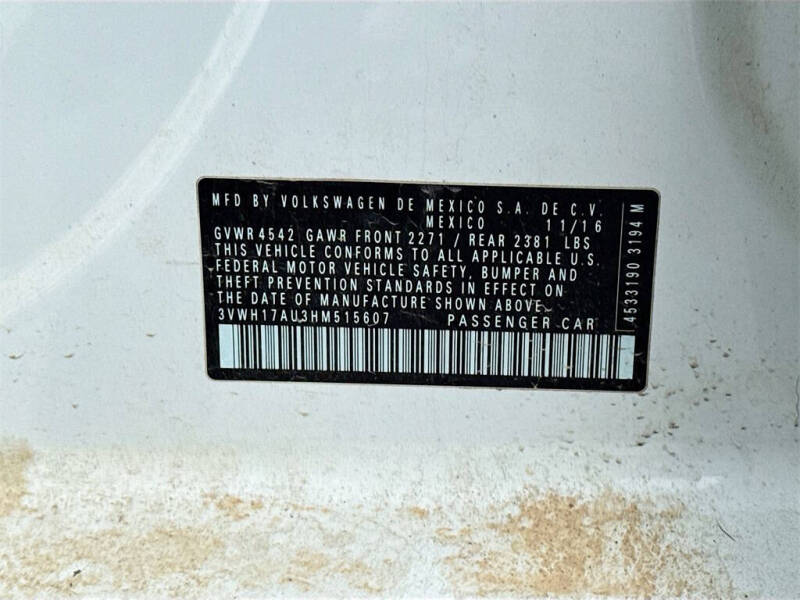 MFD BY VOLKSWAGEN DE MEXICO S.A. DE C.V.
MEXICO 11/16
GVWR 4542 GAWR FRONT 2271 / REAR 2381 LBS
THIS VEHICLE CONFORMS TO ALL APPLICABLE U.S.
FEDERAL MOTOR VEHICLE SAFETY, BUMPER AND
THEFT PREVENTION STANDARDS IN EFFECT ON
THE DATE OF MANUFACTURE SHOWN ABOVE.
3VWH17AU3HM515607 PASSENGER CAR
4533190 3194 M